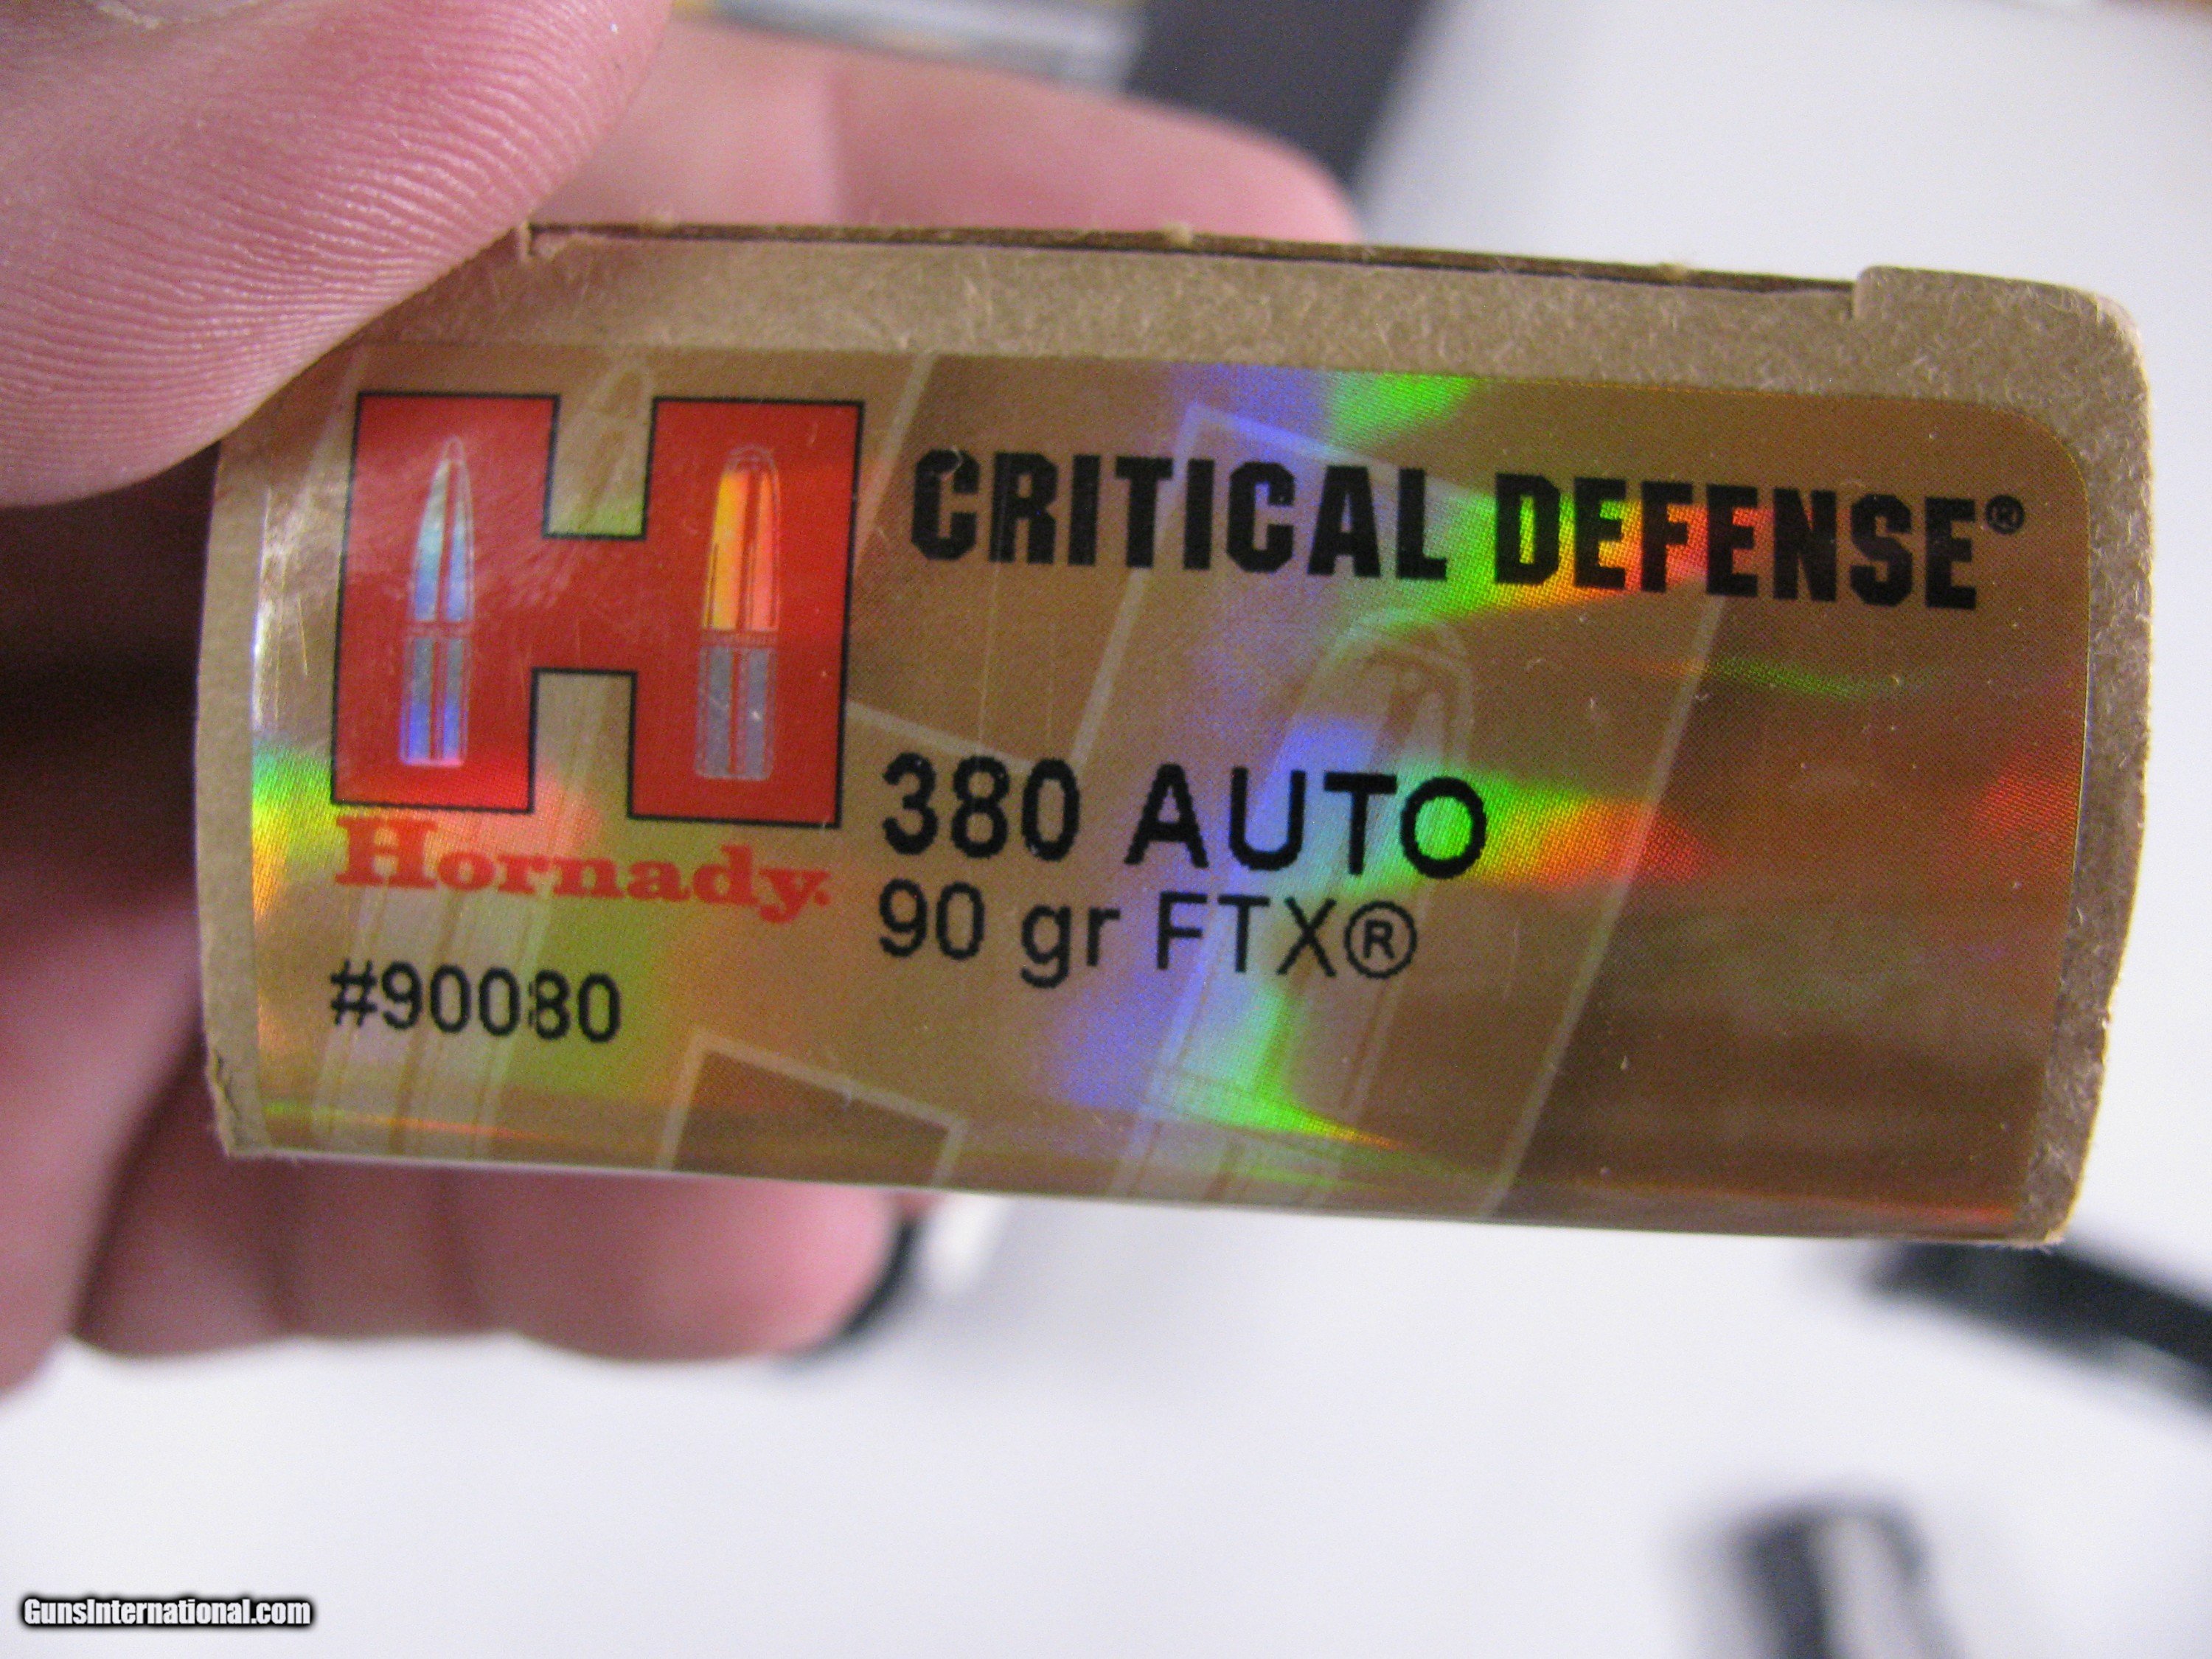 CRITICAL DEFENSE®
380 AUTO
90 gr FTX®
Hornady.
#90080
GunsInternational.com